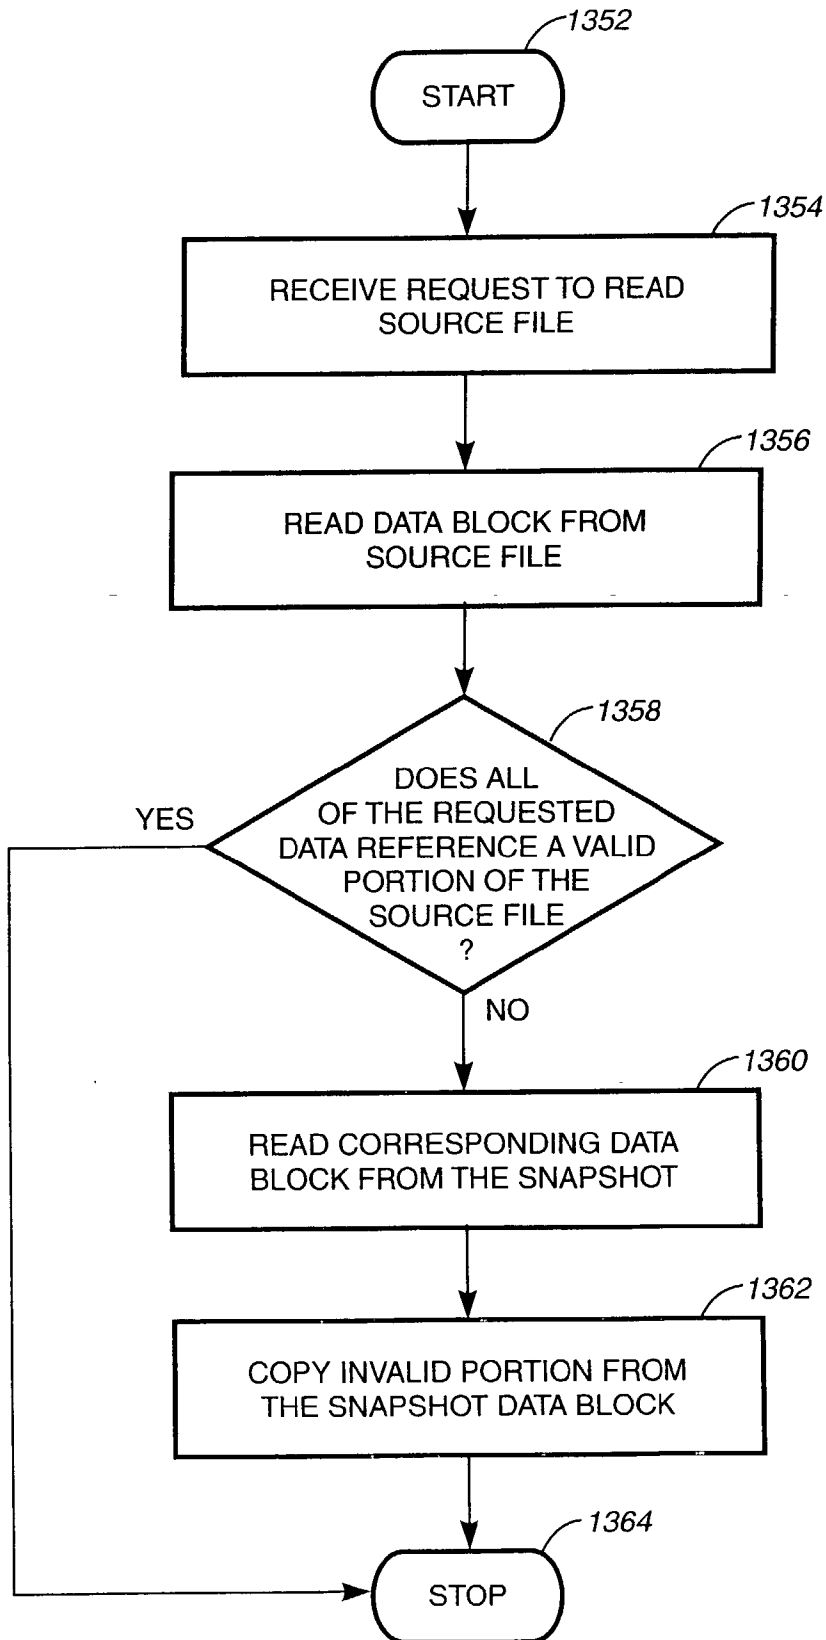 1352
START
1354
RECEIVE REQUEST TO READ
SOURCE FILE
1356
READ DATA BLOCK FROM
SOURCE FILE
1358
DOES ALL
OF THE REQUESTED
DATA REFERENCE A VALID
PORTION OF THE
SOURCE FILE
?
YES
NO
1360
READ CORRESPONDING DATA
BLOCK FROM THE SNAPSHOT
1362
COPY INVALID PORTION FROM
THE SNAPSHOT DATA BLOCK
1364
STOP